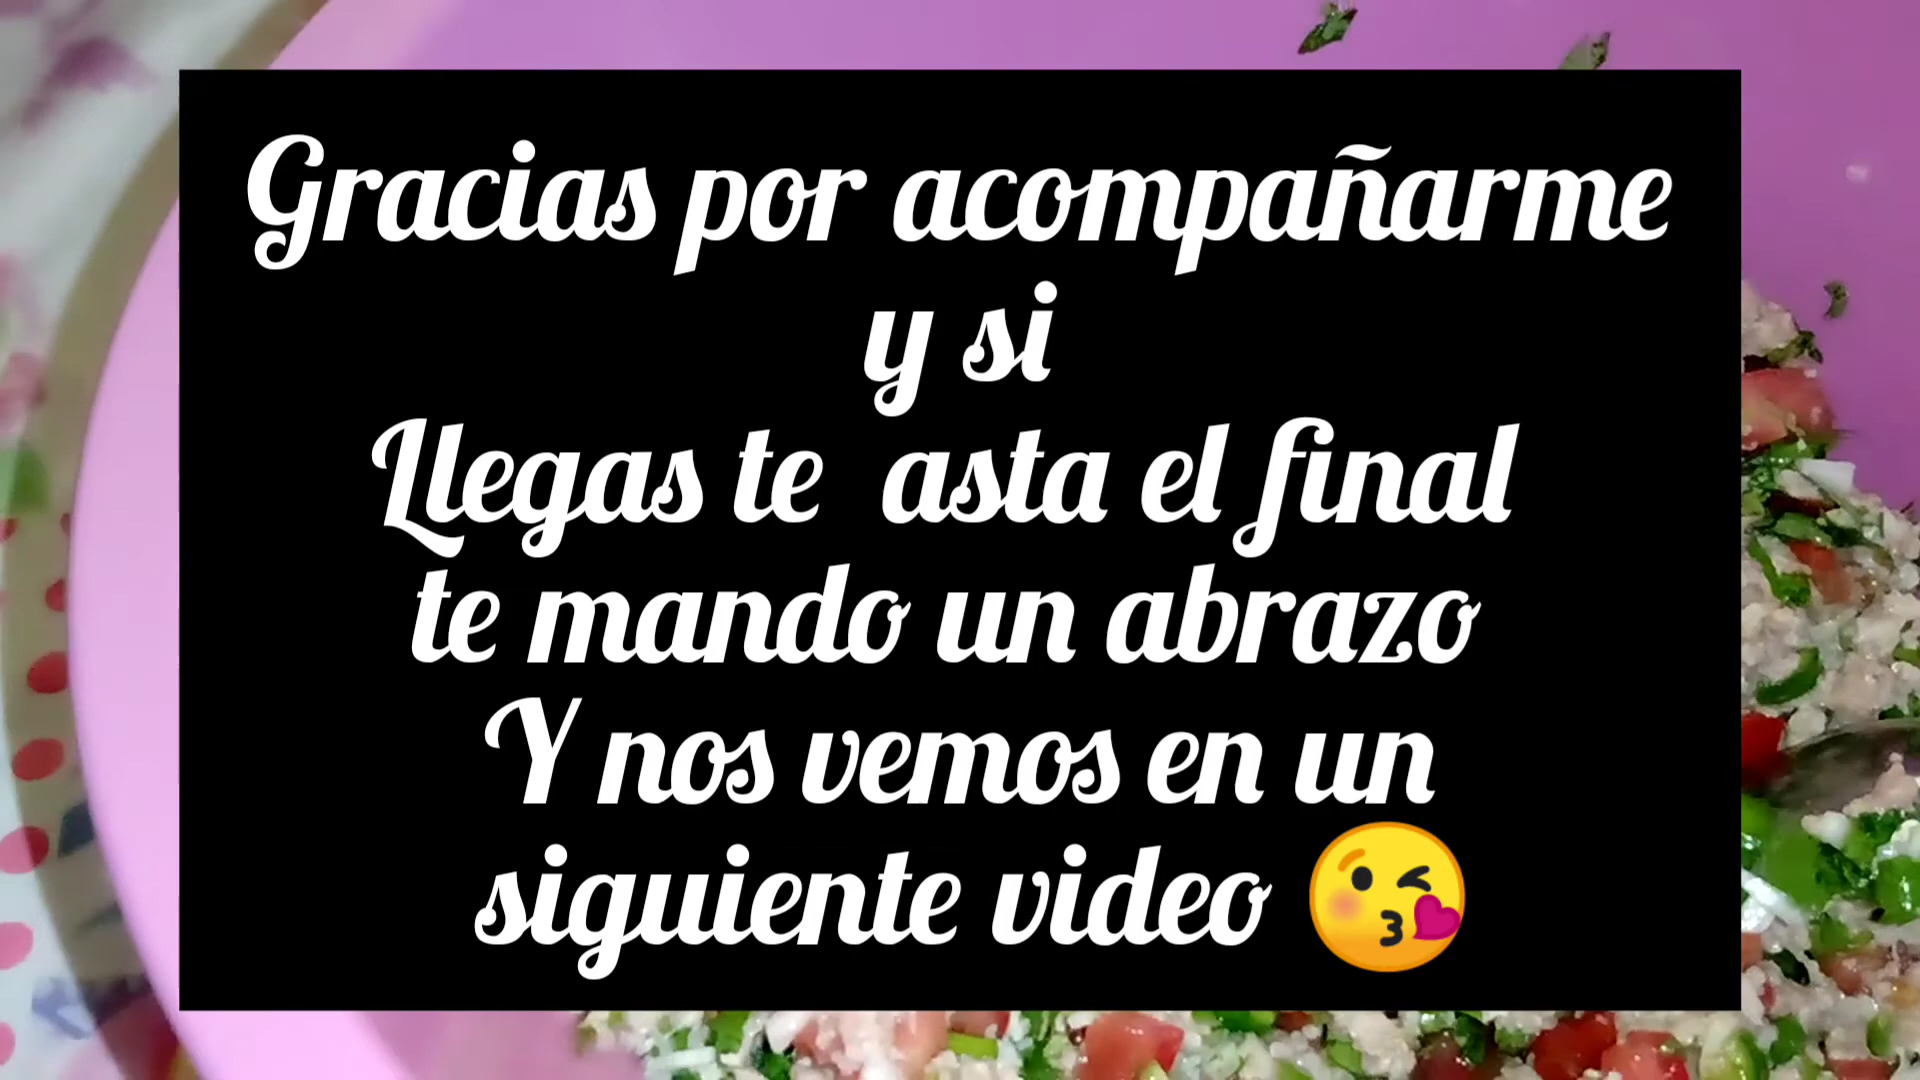 Gracias por acompañarme
y si
Llegas te  asta el final
te mando un abrazo
Y nos vemos en un
siguiente video 😘